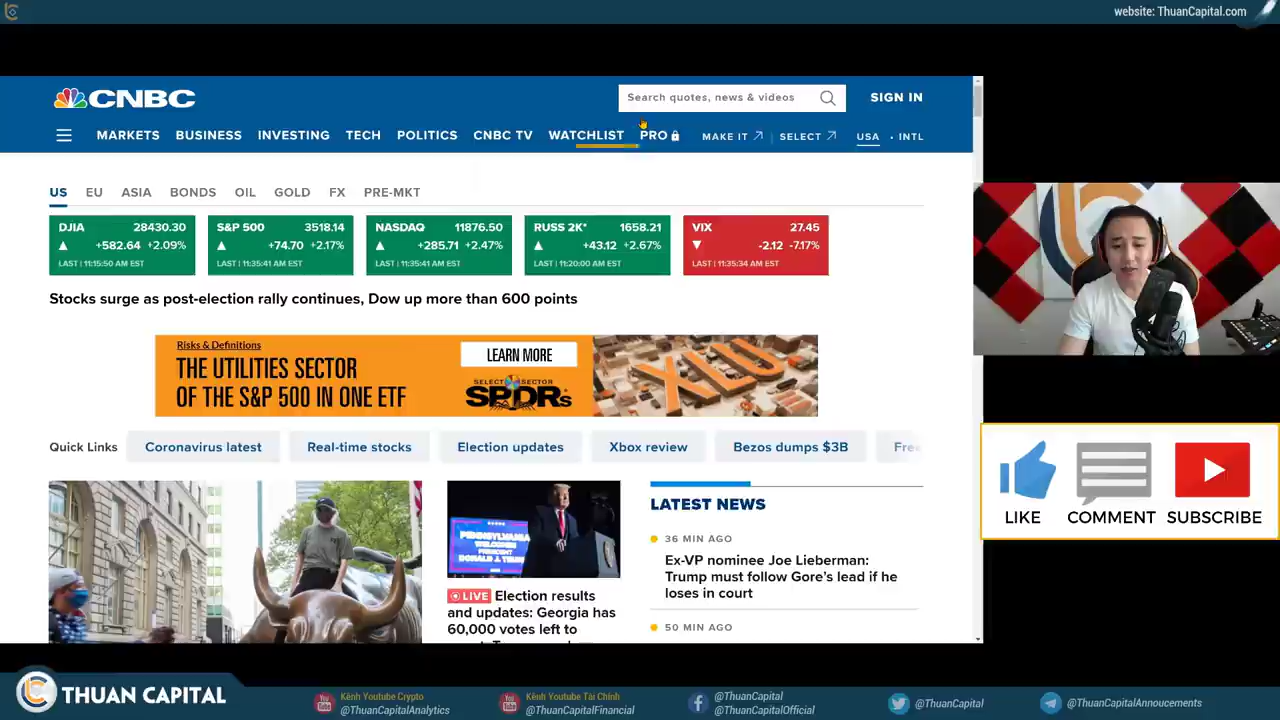 website: ThuanCapital.com
CNBC
Search quotes, news & videos
SIGN IN
MARKETS BUSINESS INVESTING TECH POLITICS CNBC TV WATCHLIST PRO MAKE IT SELECT USA INTL
US EU ASIA BONDS OIL GOLD FX PRE-MKT
DJIA 28430.30
+582.64 +2.09%
LAST | 11:15:50 AM EST
S&P 500 3518.14
+74.70 +2.17%
LAST | 11:35:41 AM EST
NASDAQ 11876.50
+285.71 +2.47%
LAST | 11:35:41 AM EST
RUSS 2K* 1658.21
+43.12 +2.67%
LAST | 11:20:00 AM EST
VIX 27.45
-2.12 -7.17%
LAST | 11:35:34 AM EST
Stocks surge as post-election rally continues, Dow up more than 600 points
Risks & Definitions
THE UTILITIES SECTOR
OF THE S&P 500 IN ONE ETF
LEARN MORE
SELECT SECTOR
SPDRs
XLU
Quick Links
Coronavirus latest
Real-time stocks
Election updates
Xbox review
Bezos dumps $3B
PENNSYLVANIA
WELCOMES
PRESIDENT
DONALD J. TRUMP
LIVE Election results
and updates: Georgia has
60,000 votes left to
LATEST NEWS
36 MIN AGO
Ex-VP nominee Joe Lieberman:
Trump must follow Gore's lead if he
loses in court
50 MIN AGO
LIKE
COMMENT
SUBSCRIBE
THUAN CAPITAL
Kênh Youtube Crypto
@ThuanCapitalAnalytics
Kênh Youtube Tài Chính
@ThuanCapitalFinancial
@ThuanCapital
@ThuanCapitalOfficial
@ThuanCapital
@ThuanCapitalAnnoucements